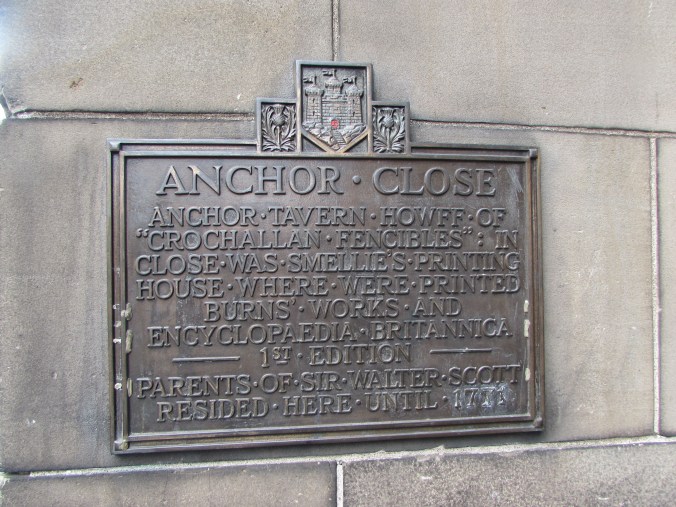 ANCHOR · CLOSE
ANCHOR · TAVERN · HOWFF · OF
"CROCHALLAN · FENCIBLES" : IN
CLOSE · WAS · SMELLIE'S · PRINTING
HOUSE · WHERE · WERE · PRINTED
BURNS' · WORKS · AND
ENCYCLOPAEDIA · BRITANNICA
1ST · EDITION
PARENTS · OF · SIR · WALTER · SCOTT
RESIDED · HERE · UNTIL ·